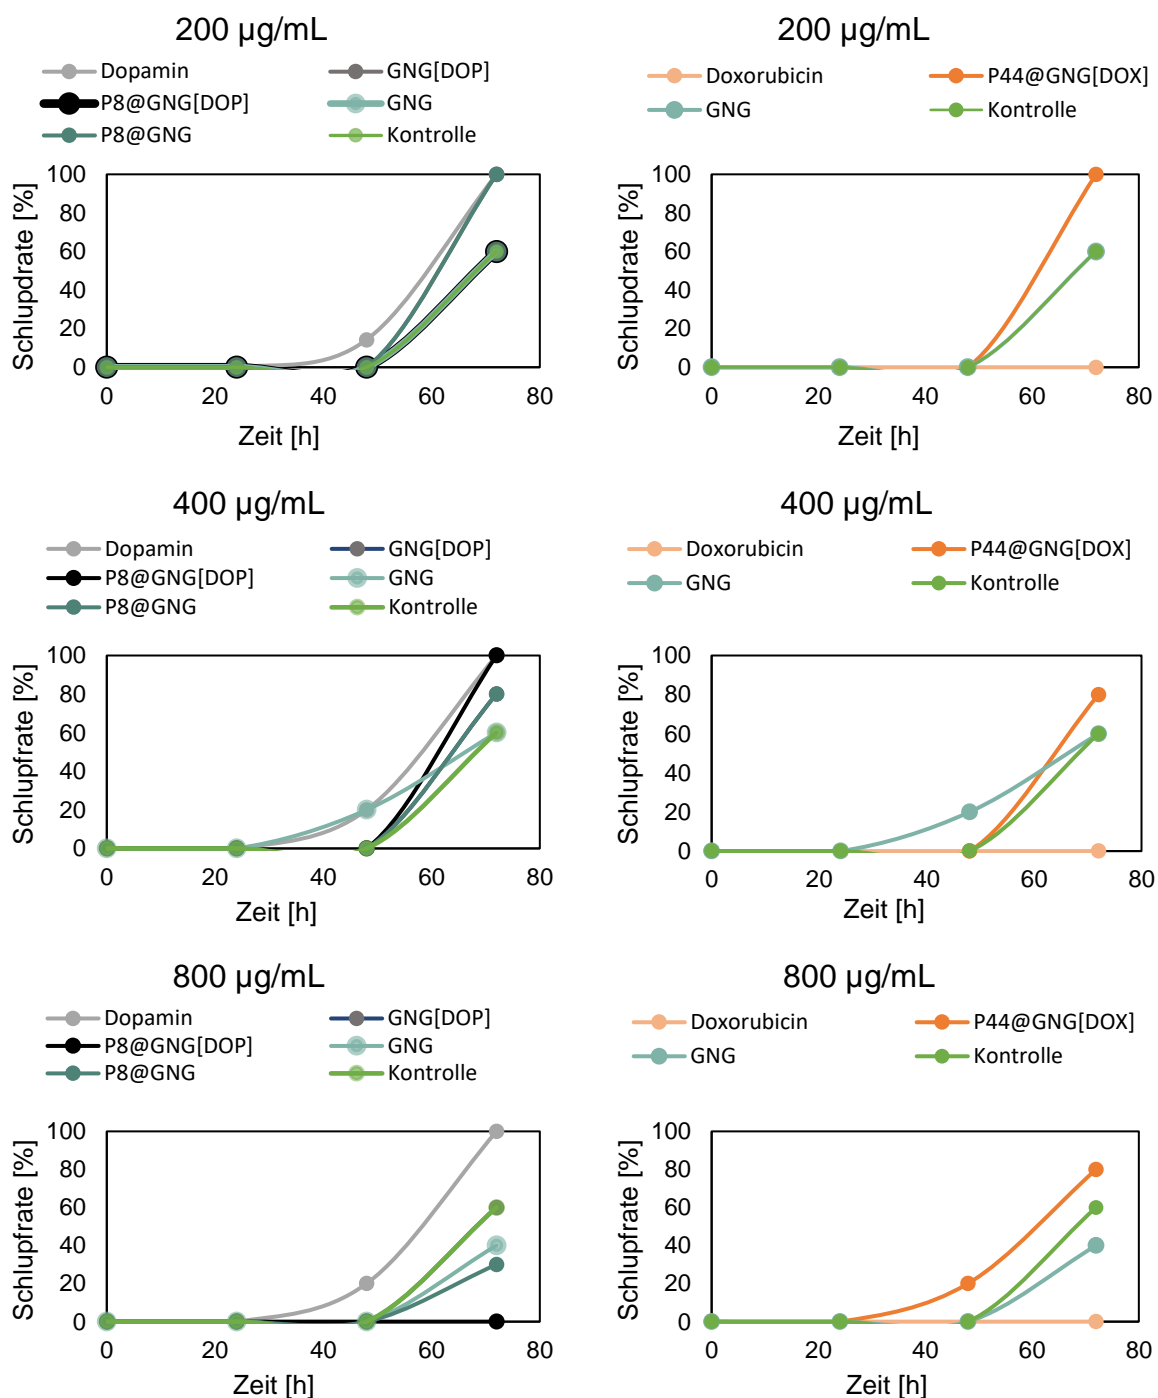 200 µg/mL
Dopamin GNG[DOP]
P8@GNG[DOP] GNG
P8@GNG Kontrolle
Schlupdrate [%]
100
80
60
40
20
0
0 20 40 60 80
Zeit [h]
200 µg/mL
Doxorubicin P44@GNG[DOX]
GNG Kontrolle
Schlupdrate [%]
100
80
60
40
20
0
0 20 40 60 80
Zeit [h]
400 µg/mL
Dopamin GNG[DOP]
P8@GNG[DOP] GNG
P8@GNG Kontrolle
Schlupfrate [%]
100
80
60
40
20
0
0 20 40 60 80
Zeit [h]
400 µg/mL
Doxorubicin P44@GNG[DOX]
GNG Kontrolle
Schlupfrate [%]
100
80
60
40
20
0
0 20 40 60 80
Zeit [h]
800 µg/mL
Dopamin GNG[DOP]
P8@GNG[DOP] GNG
P8@GNG Kontrolle
Schlupfrate [%]
100
80
60
40
20
0
0 20 40 60 80
Zeit [h]
800 µg/mL
Doxorubicin P44@GNG[DOX]
GNG Kontrolle
Schlupfrate [%]
100
80
60
40
20
0
0 20 40 60 80
Zeit [h]